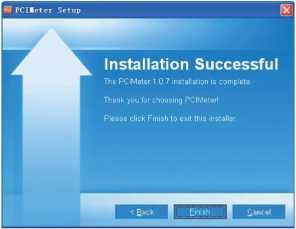 PCIMeter Setup
Installation Successful
The PCIMeter 1.0.7 installation is complete.
Thank you for choosing PCIMeter!
Please click Finish to exit this installer.
< Back
Finish
Cancel